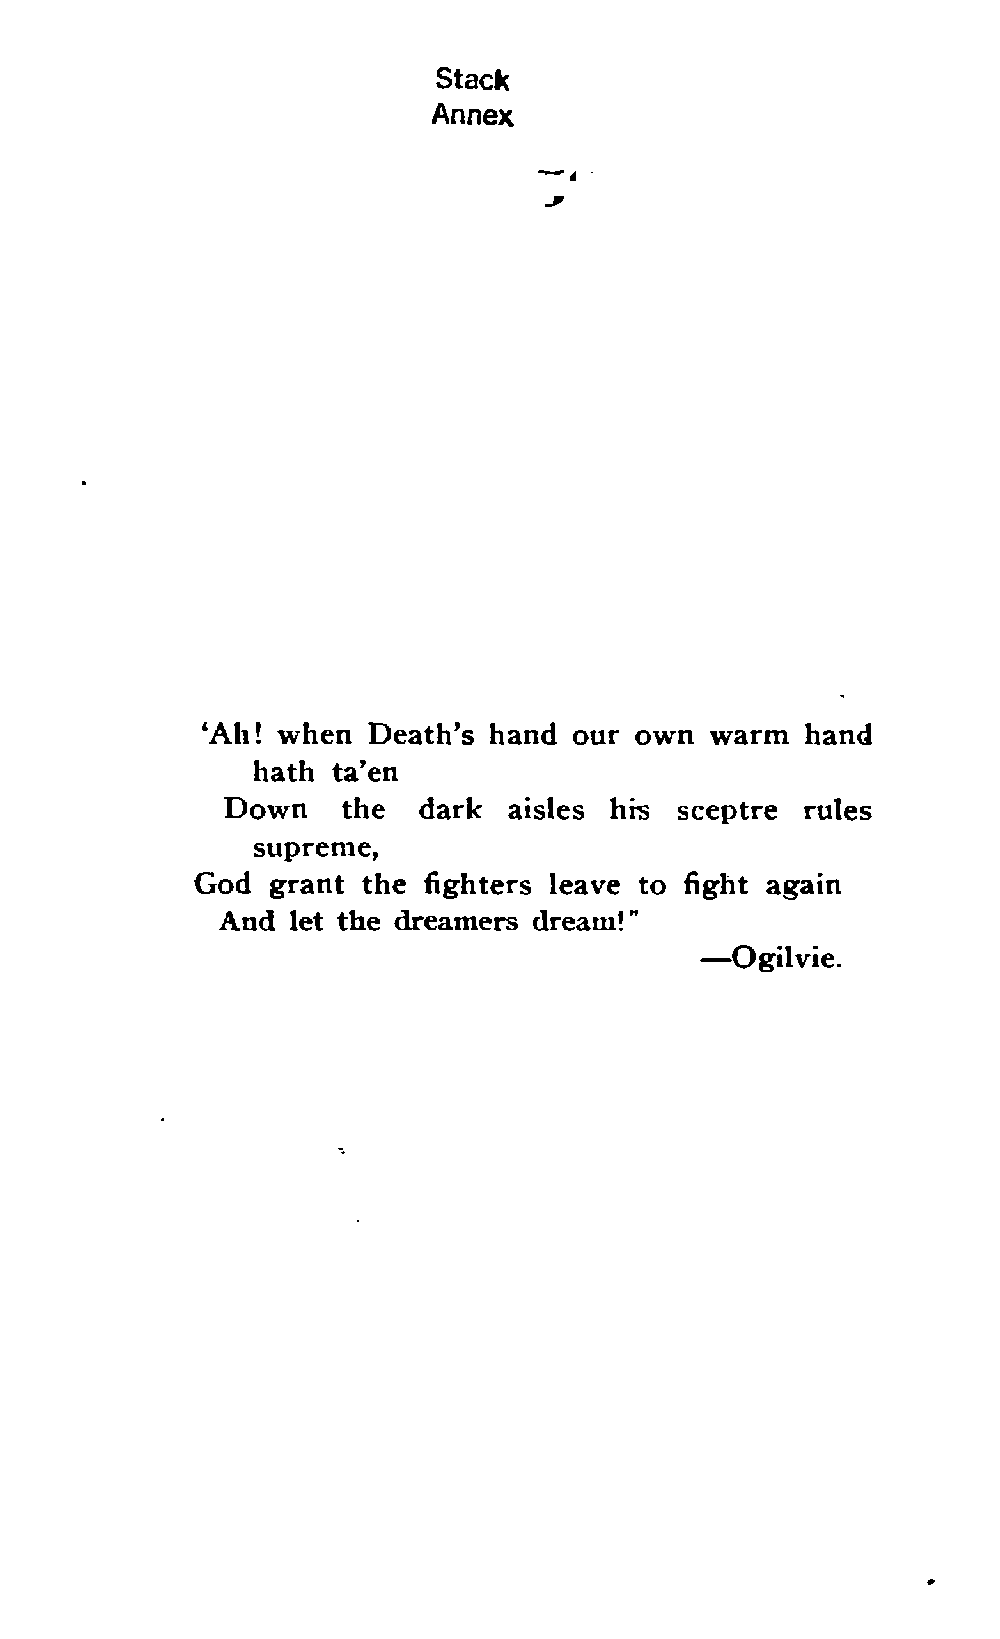 Stack
Annex
‘Ah! when Death's hand our own warm hand
hath ta'en
Down the dark aisles his sceptre rules
supreme,
God grant the fighters leave to fight again
And let the dreamers dream!"
—Ogilvie.